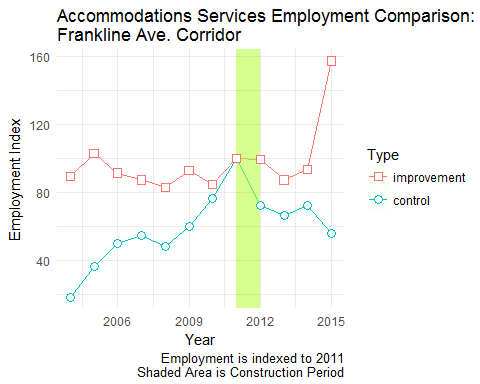 Accommodations Services Employment Comparison:
Frankline Ave. Corridor
160
120
80
40
Employment Index
2006
2009
2012
2015
Year
Type
improvement
control
Employment is indexed to 2011
Shaded Area is Construction Period